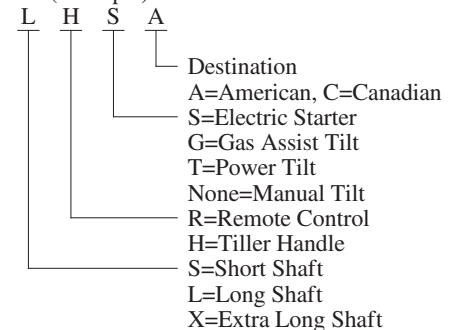 L H S A
Destination
A=American, C=Canadian
S=Electric Starter
G=Gas Assist Tilt
T=Power Tilt
None=Manual Tilt
R=Remote Control
H=Tiller Handle
S=Short Shaft
L=Long Shaft
X=Extra Long Shaft